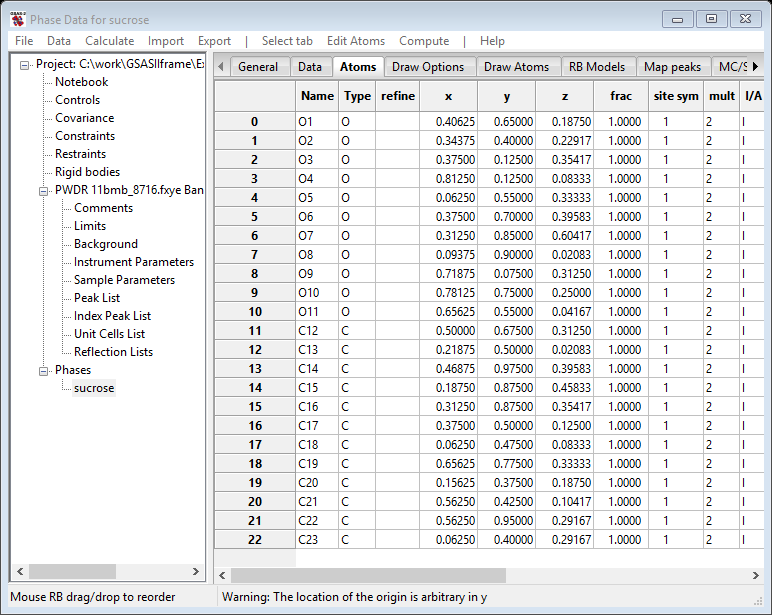 Phase Data for sucrose
File Data Calculate Import Export | Select tab Edit Atoms Compute | Help
Project: C:\work\GSASIIframe\Ex
Notebook
Controls
Covariance
Constraints
Restraints
Rigid bodies
PWDR 11bmb_8716.fxye Ban
Comments
Limits
Background
Instrument Parameters
Sample Parameters
Peak List
Index Peak List
Unit Cells List
Reflection Lists
Phases
sucrose
General Data Atoms Draw Options Draw Atoms RB Models Map peaks MC/S
Name Type refine x y z frac site sym mult I/A
0 O1 O 0.40625 0.65000 0.18750 1.0000 1 2 I
1 O2 O 0.34375 0.40000 0.22917 1.0000 1 2 I
2 O3 O 0.37500 0.12500 0.35417 1.0000 1 2 I
3 O4 O 0.81250 0.12500 0.08333 1.0000 1 2 I
4 O5 O 0.06250 0.55000 0.33333 1.0000 1 2 I
5 O6 O 0.37500 0.70000 0.39583 1.0000 1 2 I
6 O7 O 0.31250 0.85000 0.60417 1.0000 1 2 I
7 O8 O 0.09375 0.90000 0.02083 1.0000 1 2 I
8 O9 O 0.71875 0.07500 0.31250 1.0000 1 2 I
9 O10 O 0.78125 0.75000 0.25000 1.0000 1 2 I
10 O11 O 0.65625 0.55000 0.04167 1.0000 1 2 I
11 C12 C 0.50000 0.67500 0.31250 1.0000 1 2 I
12 C13 C 0.21875 0.50000 0.02083 1.0000 1 2 I
13 C14 C 0.46875 0.97500 0.39583 1.0000 1 2 I
14 C15 C 0.18750 0.87500 0.45833 1.0000 1 2 I
15 C16 C 0.31250 0.87500 0.35417 1.0000 1 2 I
16 C17 C 0.37500 0.50000 0.12500 1.0000 1 2 I
17 C18 C 0.06250 0.47500 0.08333 1.0000 1 2 I
18 C19 C 0.65625 0.77500 0.33333 1.0000 1 2 I
19 C20 C 0.15625 0.37500 0.18750 1.0000 1 2 I
20 C21 C 0.56250 0.42500 0.10417 1.0000 1 2 I
21 C22 C 0.56250 0.95000 0.29167 1.0000 1 2 I
22 C23 C 0.06250 0.40000 0.29167 1.0000 1 2 I
Mouse RB drag/drop to reorder
Warning: The location of the origin is arbitrary in y